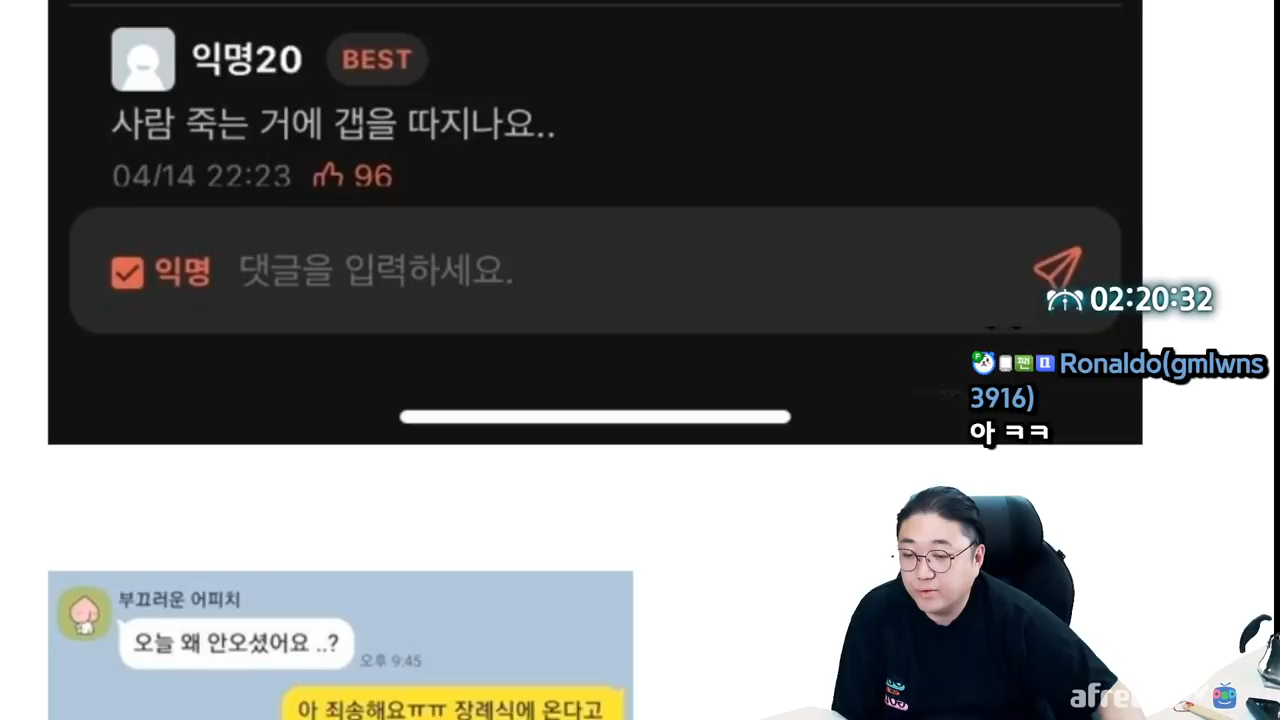 익명20 BEST
사람 죽는 거에 갭을 따지나요..
04/14 22:23 96
익명 댓글을 입력하세요.
02:20:32
팬 Ronaldo(gmlwns
3916)
아 ㅋㅋ
부끄러운 어피치
오늘 왜 안오셨어요 ..?
오후 9:45
아 죄송해요ㅠㅠ 장례식에 온다고